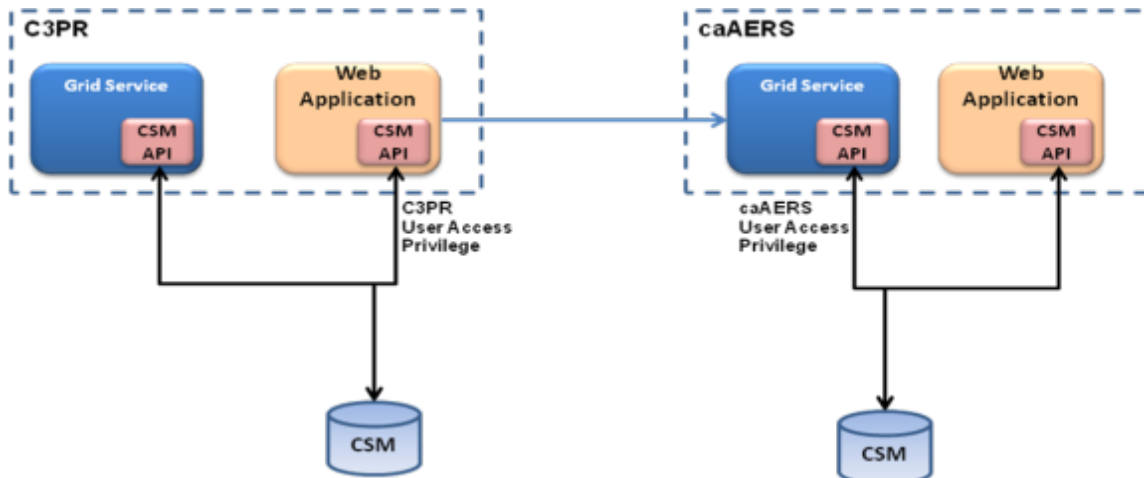 C3PR
Grid Service
CSM
API
Web
Application
CSM
API
C3PR
User Access
Privilege
CSM
caAERS
Grid Service
CSM
API
Web
Application
CSM
API
caAERS
User Access
Privilege
CSM